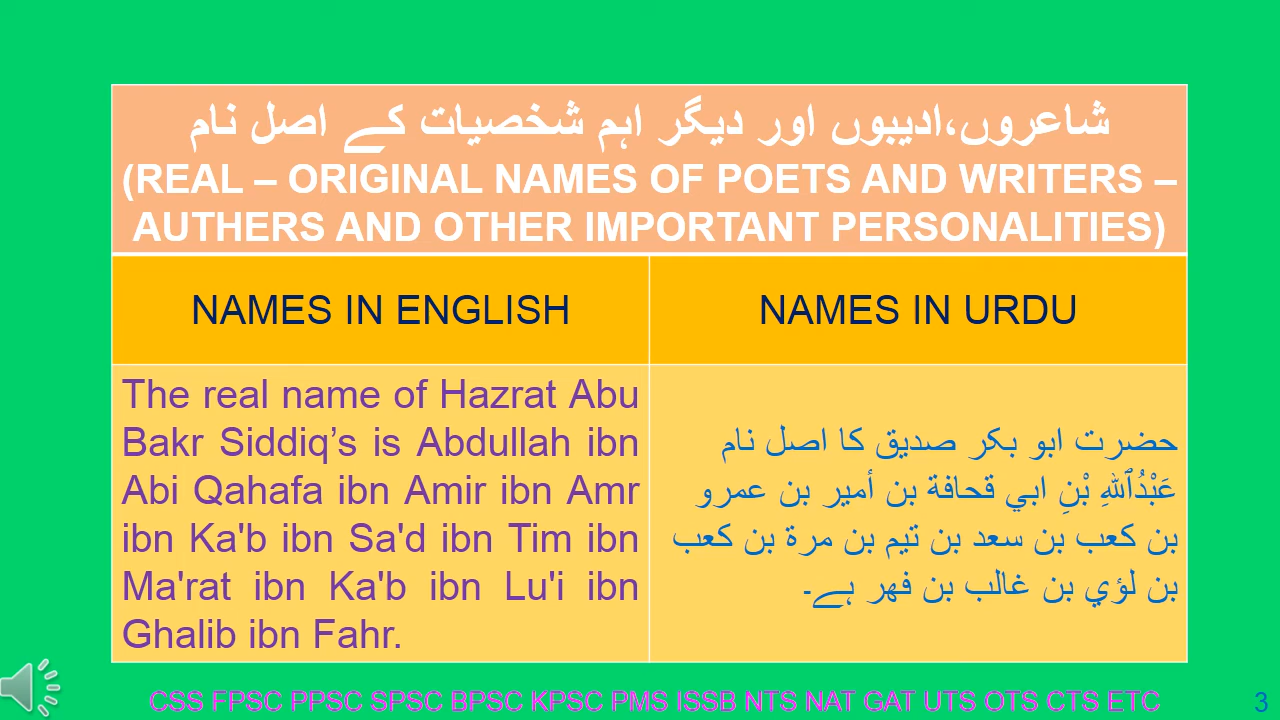 شاعروں،ادیبوں اور دیگر اہم شخصیات کے اصل نام
(REAL – ORIGINAL NAMES OF POETS AND WRITERS –
AUTHERS AND OTHER IMPORTANT PERSONALITIES)
NAMES IN ENGLISH
NAMES IN URDU
The real name of Hazrat Abu
Bakr Siddiq’s is Abdullah ibn
Abi Qahafa ibn Amir ibn Amr
ibn Ka'b ibn Sa'd ibn Tim ibn
Ma'rat ibn Ka'b ibn Lu'i ibn
Ghalib ibn Fahr.
حضرت ابو بکر صدیق کا اصل نام
عَبْدُٱللهِ بْنِ ابي قحافة بن أمیر بن عمرو
بن کعب بن سعد بن تیم بن مرة بن کعب
بن لؤي بن غالب بن فهر ہے۔
CSS FPSC PPSC SPSC BPSC KPSC PMS ISSB NTS NAT GAT UTS OTS CTS ETC
3